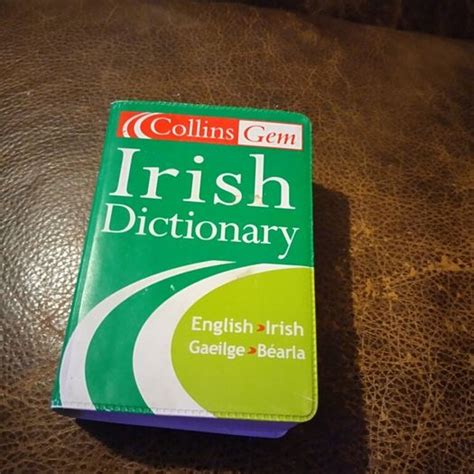 Collins Gem
Irish
Dictionary
English › Irish
Gaeilge › Béarla